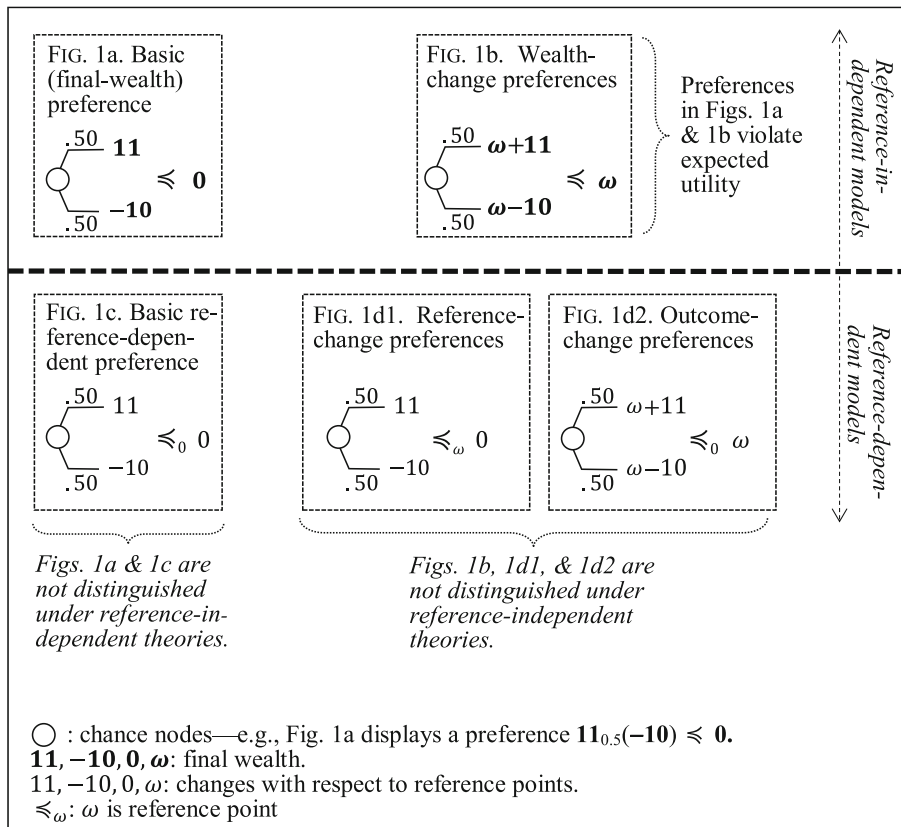 FIG. 1a. Basic
(final-wealth)
preference
.50
11
≼ 0
−10
.50
FIG. 1b. Wealth-
change preferences
.50
ω+11
≼ ω
ω−10
.50
Preferences
in Figs. 1a
& 1b violate
expected
utility
Reference-in-
dependent models
FIG. 1c. Basic ref-
erence-depen-
dent preference
.50
11
≼₀ 0
−10
.50
FIG. 1d1. Reference-
change preferences
.50
11
≼ω 0
−10
.50
FIG. 1d2. Outcome-
change preferences
.50
ω+11
≼₀ ω
ω−10
.50
Reference-depen-
dent models
Figs. 1a & 1c are
not distinguished
under reference-in-
dependent theories.
Figs. 1b, 1d1, & 1d2 are
not distinguished under
reference-independent
theories.
: chance nodes—e.g., Fig. 1a displays a preference 11₀.₅(−10) ≼ 0.
11, −10, 0, ω: final wealth.
11, −10, 0, ω: changes with respect to reference points.
≼ω: ω is reference point